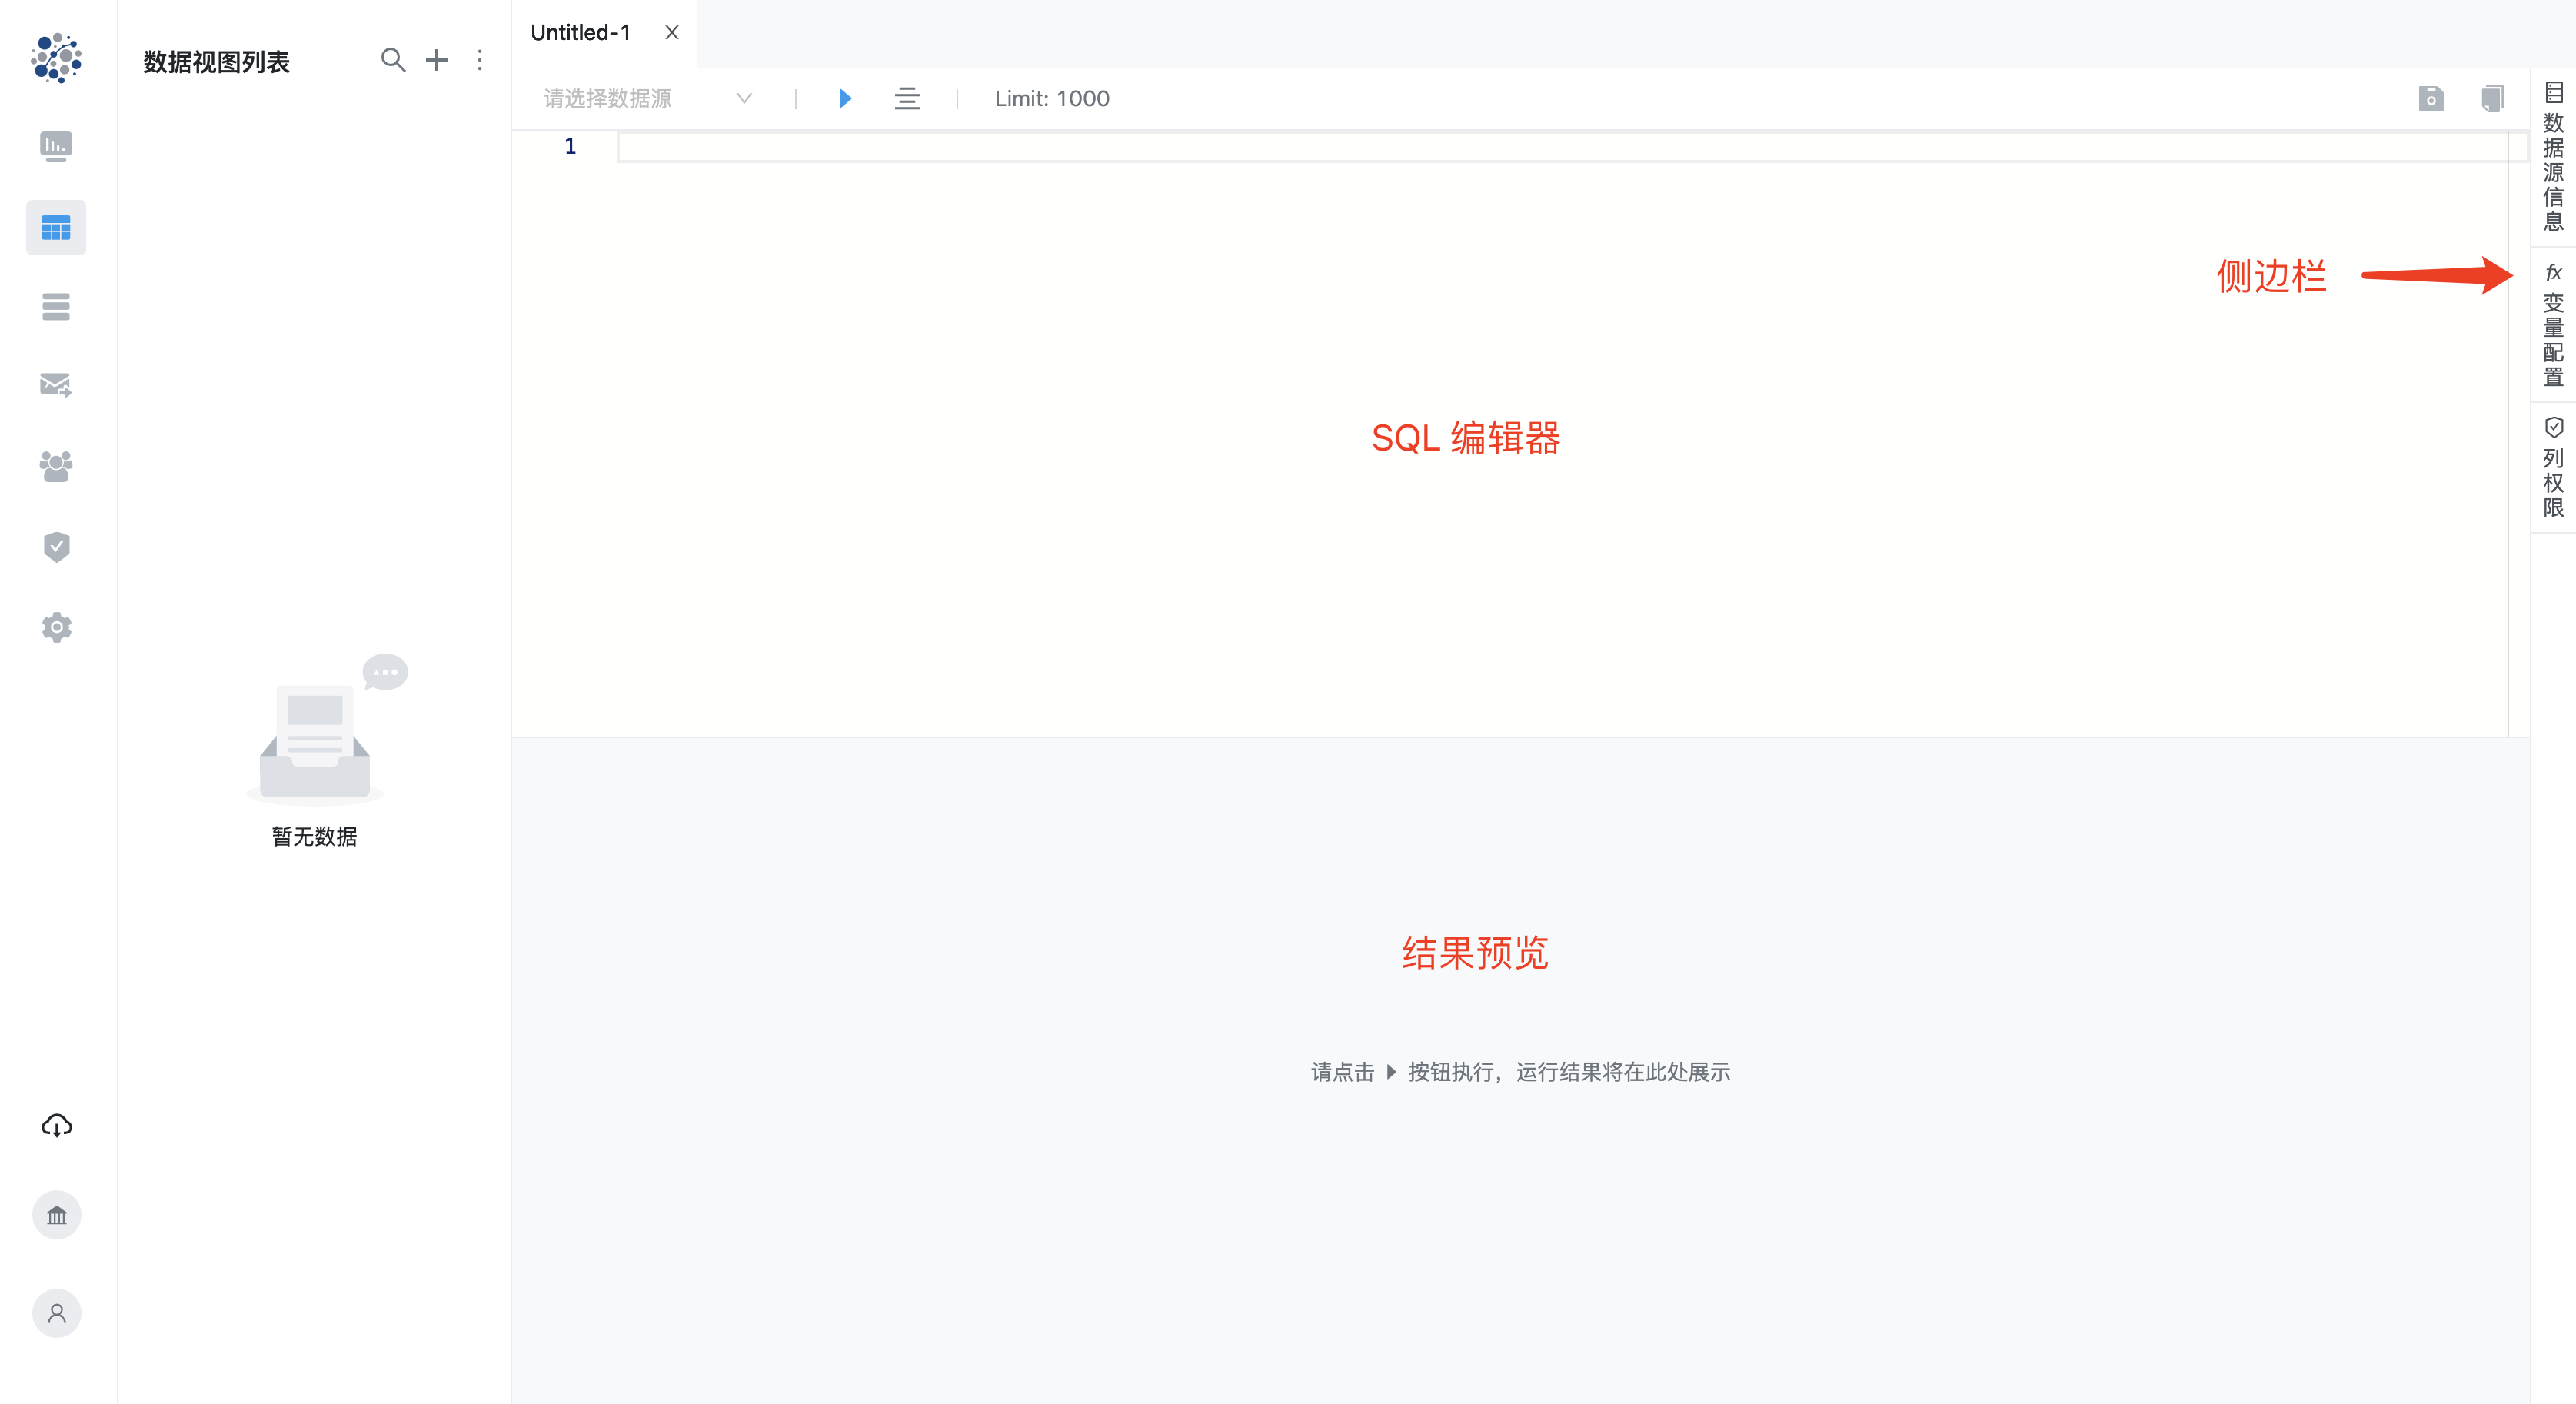 数据视图列表
暂无数据
Untitled-1
请选择数据源
Limit: 1000
1
SQL 编辑器
侧边栏
结果预览
请点击 按钮执行，运行结果将在此处展示
数据源信息
fx
变量配置
列权限